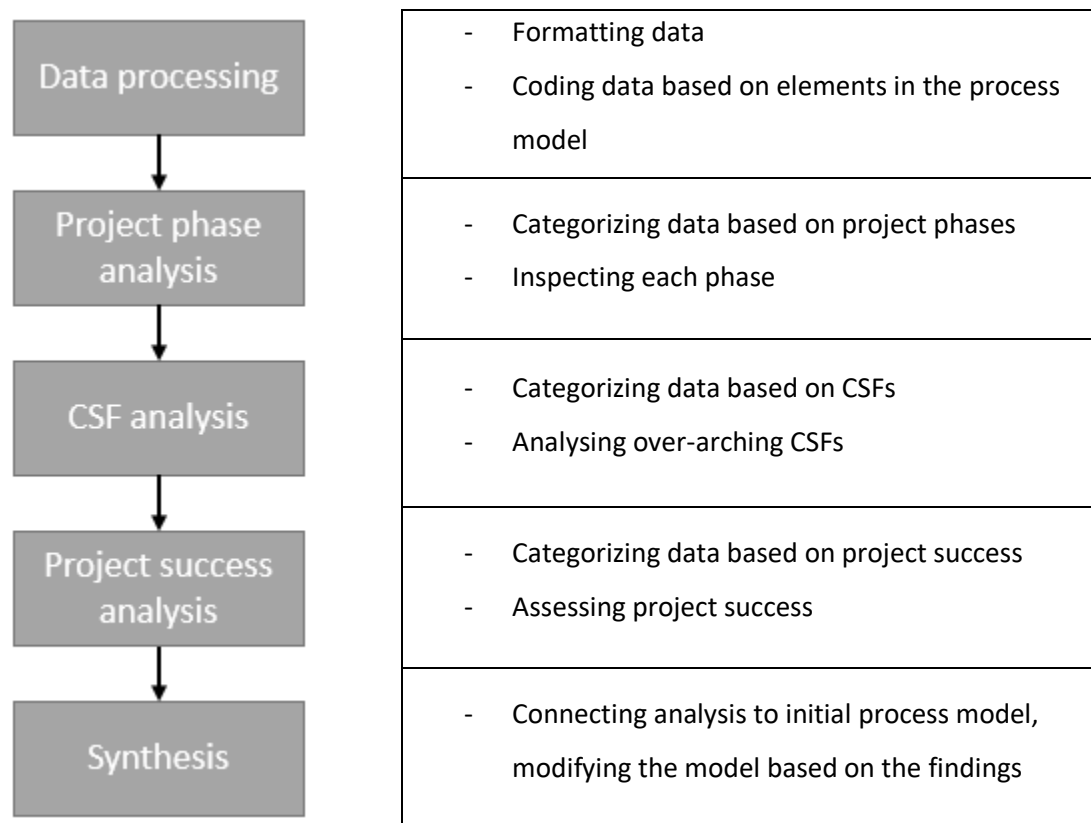 Data processing
- Formatting data
- Coding data based on elements in the process
model
Project phase
analysis
- Categorizing data based on project phases
- Inspecting each phase
CSF analysis
- Categorizing data based on CSFs
- Analysing over-arching CSFs
Project success
analysis
- Categorizing data based on project success
- Assessing project success
Synthesis
- Connecting analysis to initial process model,
modifying the model based on the findings